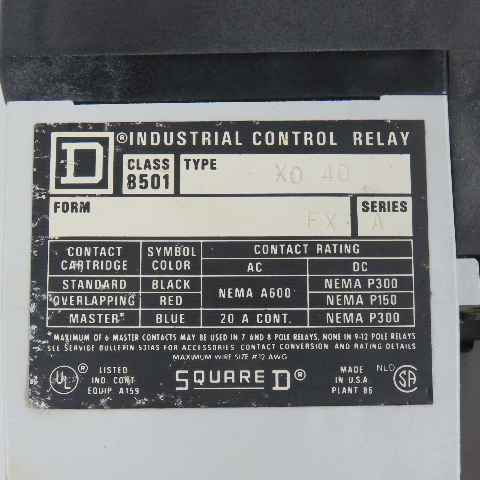 D ® INDUSTRIAL CONTROL RELAY
CLASS 8501 TYPE XO 40
FORM FX SERIES A
CONTACT CARTRIDGE SYMBOL COLOR CONTACT RATING
AC DC
STANDARD BLACK NEMA A600 NEMA P300
OVERLAPPING RED NEMA P150
MASTER BLUE 20 A CONT. NEMA P300
MAXIMUM OF 6 MASTER CONTACTS MAY BE USED IN 7 AND 8 POLE RELAYS, NONE IN 9-12 POLE RELAYS
SEE SERVICE BULLETIN 531AS FOR ACCESSORIES CONTACT CONVERSION AND RATING DETAILS
MAXIMUM WIRE SIZE #12 AWG
UL ® LISTED IND. CONT. EQUIP. A159
SQUARE D ®
MADE IN U.S.A. PLANT 86
NLO
SA ®